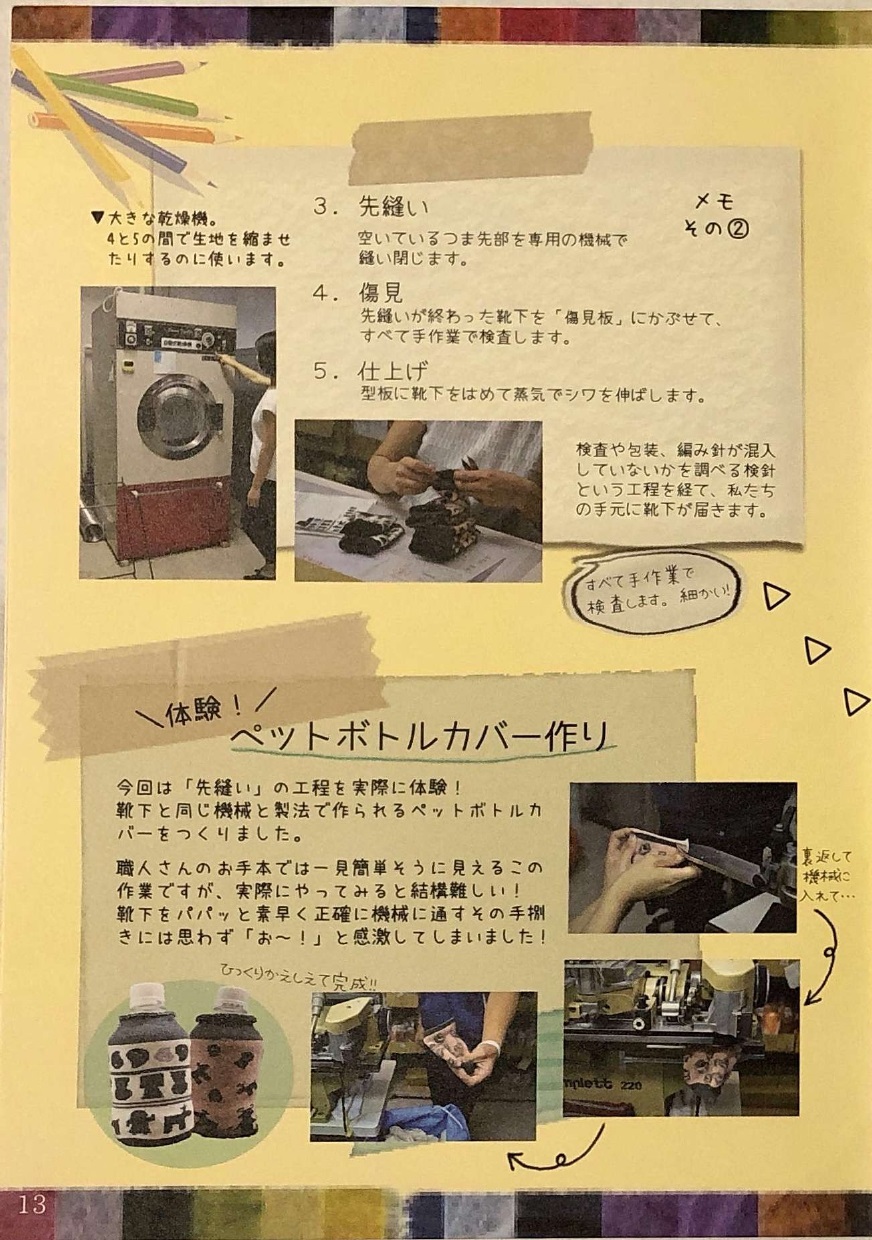 メモ
その②
▼大きな乾燥機。
4と5の間で生地を縮ませ
たりするのに使います。
3. 先縫い
空いているつま先部を専用の機械で
縫い閉じます。
4. 傷見
先縫いが終わった靴下を「傷見板」にかぶせて、
すべて手作業で検査します。
5. 仕上げ
型板に靴下をはめて蒸気でシワを伸ばします。
検査や包装、編み針が混入
していないかを調べる検針
という工程を経て、私たち
の手元に靴下が届きます。
すべて手作業で
検査します。細かい!
\体験!/
ペットボトルカバー作り
今回は「先縫い」の工程を実際に体験!
靴下と同じ機械と製法で作られるペットボトルカ
バーをつくりました。
職人さんのお手本では一見簡単そうに見えるこの
作業ですが、実際にやってみると結構難しい!
靴下をパパッと素早く正確に機械に通すその手捌
きには思わず「お〜!」と感激してしまいました!
裏返して
機械に
入れて…
ひっくりかえしえて完成!!
mplett 220
13